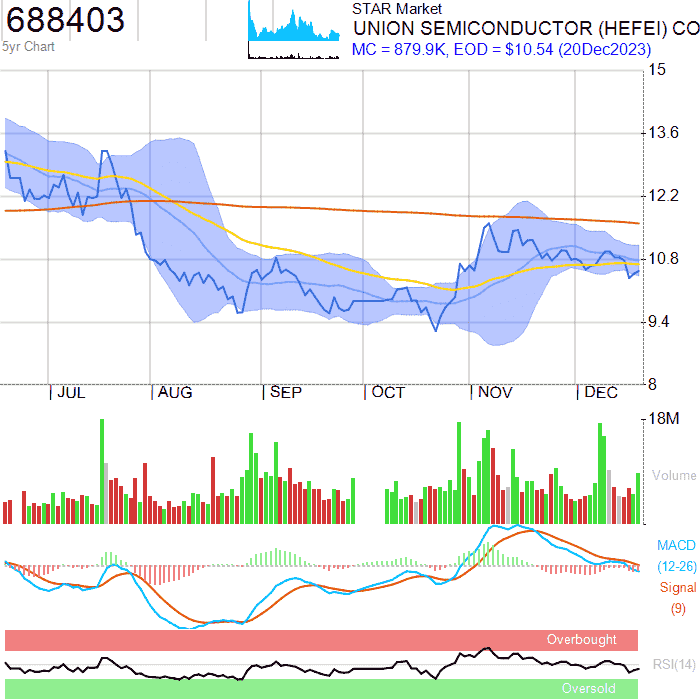 688403
5yr Chart
STAR Market
UNION SEMICONDUCTOR (HEFEI) CO
MC = 879.9K, EOD = $10.54 (20Dec2023)
15
13.6
12.2
10.8
9.4
8
JUL AUG SEP OCT NOV DEC
18M
Volume
MACD
(12-26)
Signal
(9)
Overbought
RSI(14)
Oversold